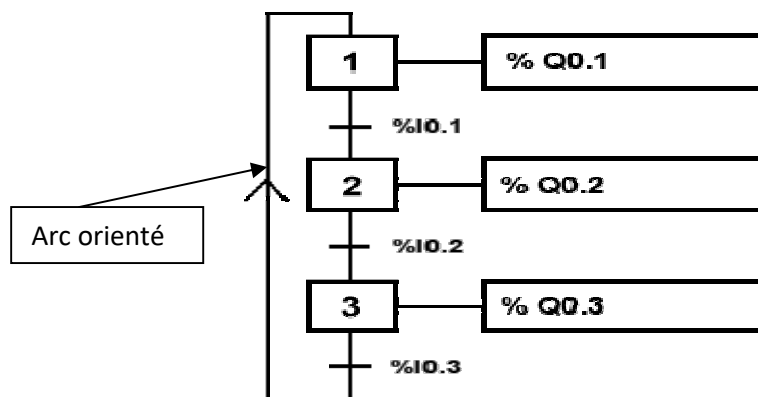 1
% Q0.1
%I0.1
2
% Q0.2
Arc orienté
%I0.2
3
% Q0.3
%I0.3